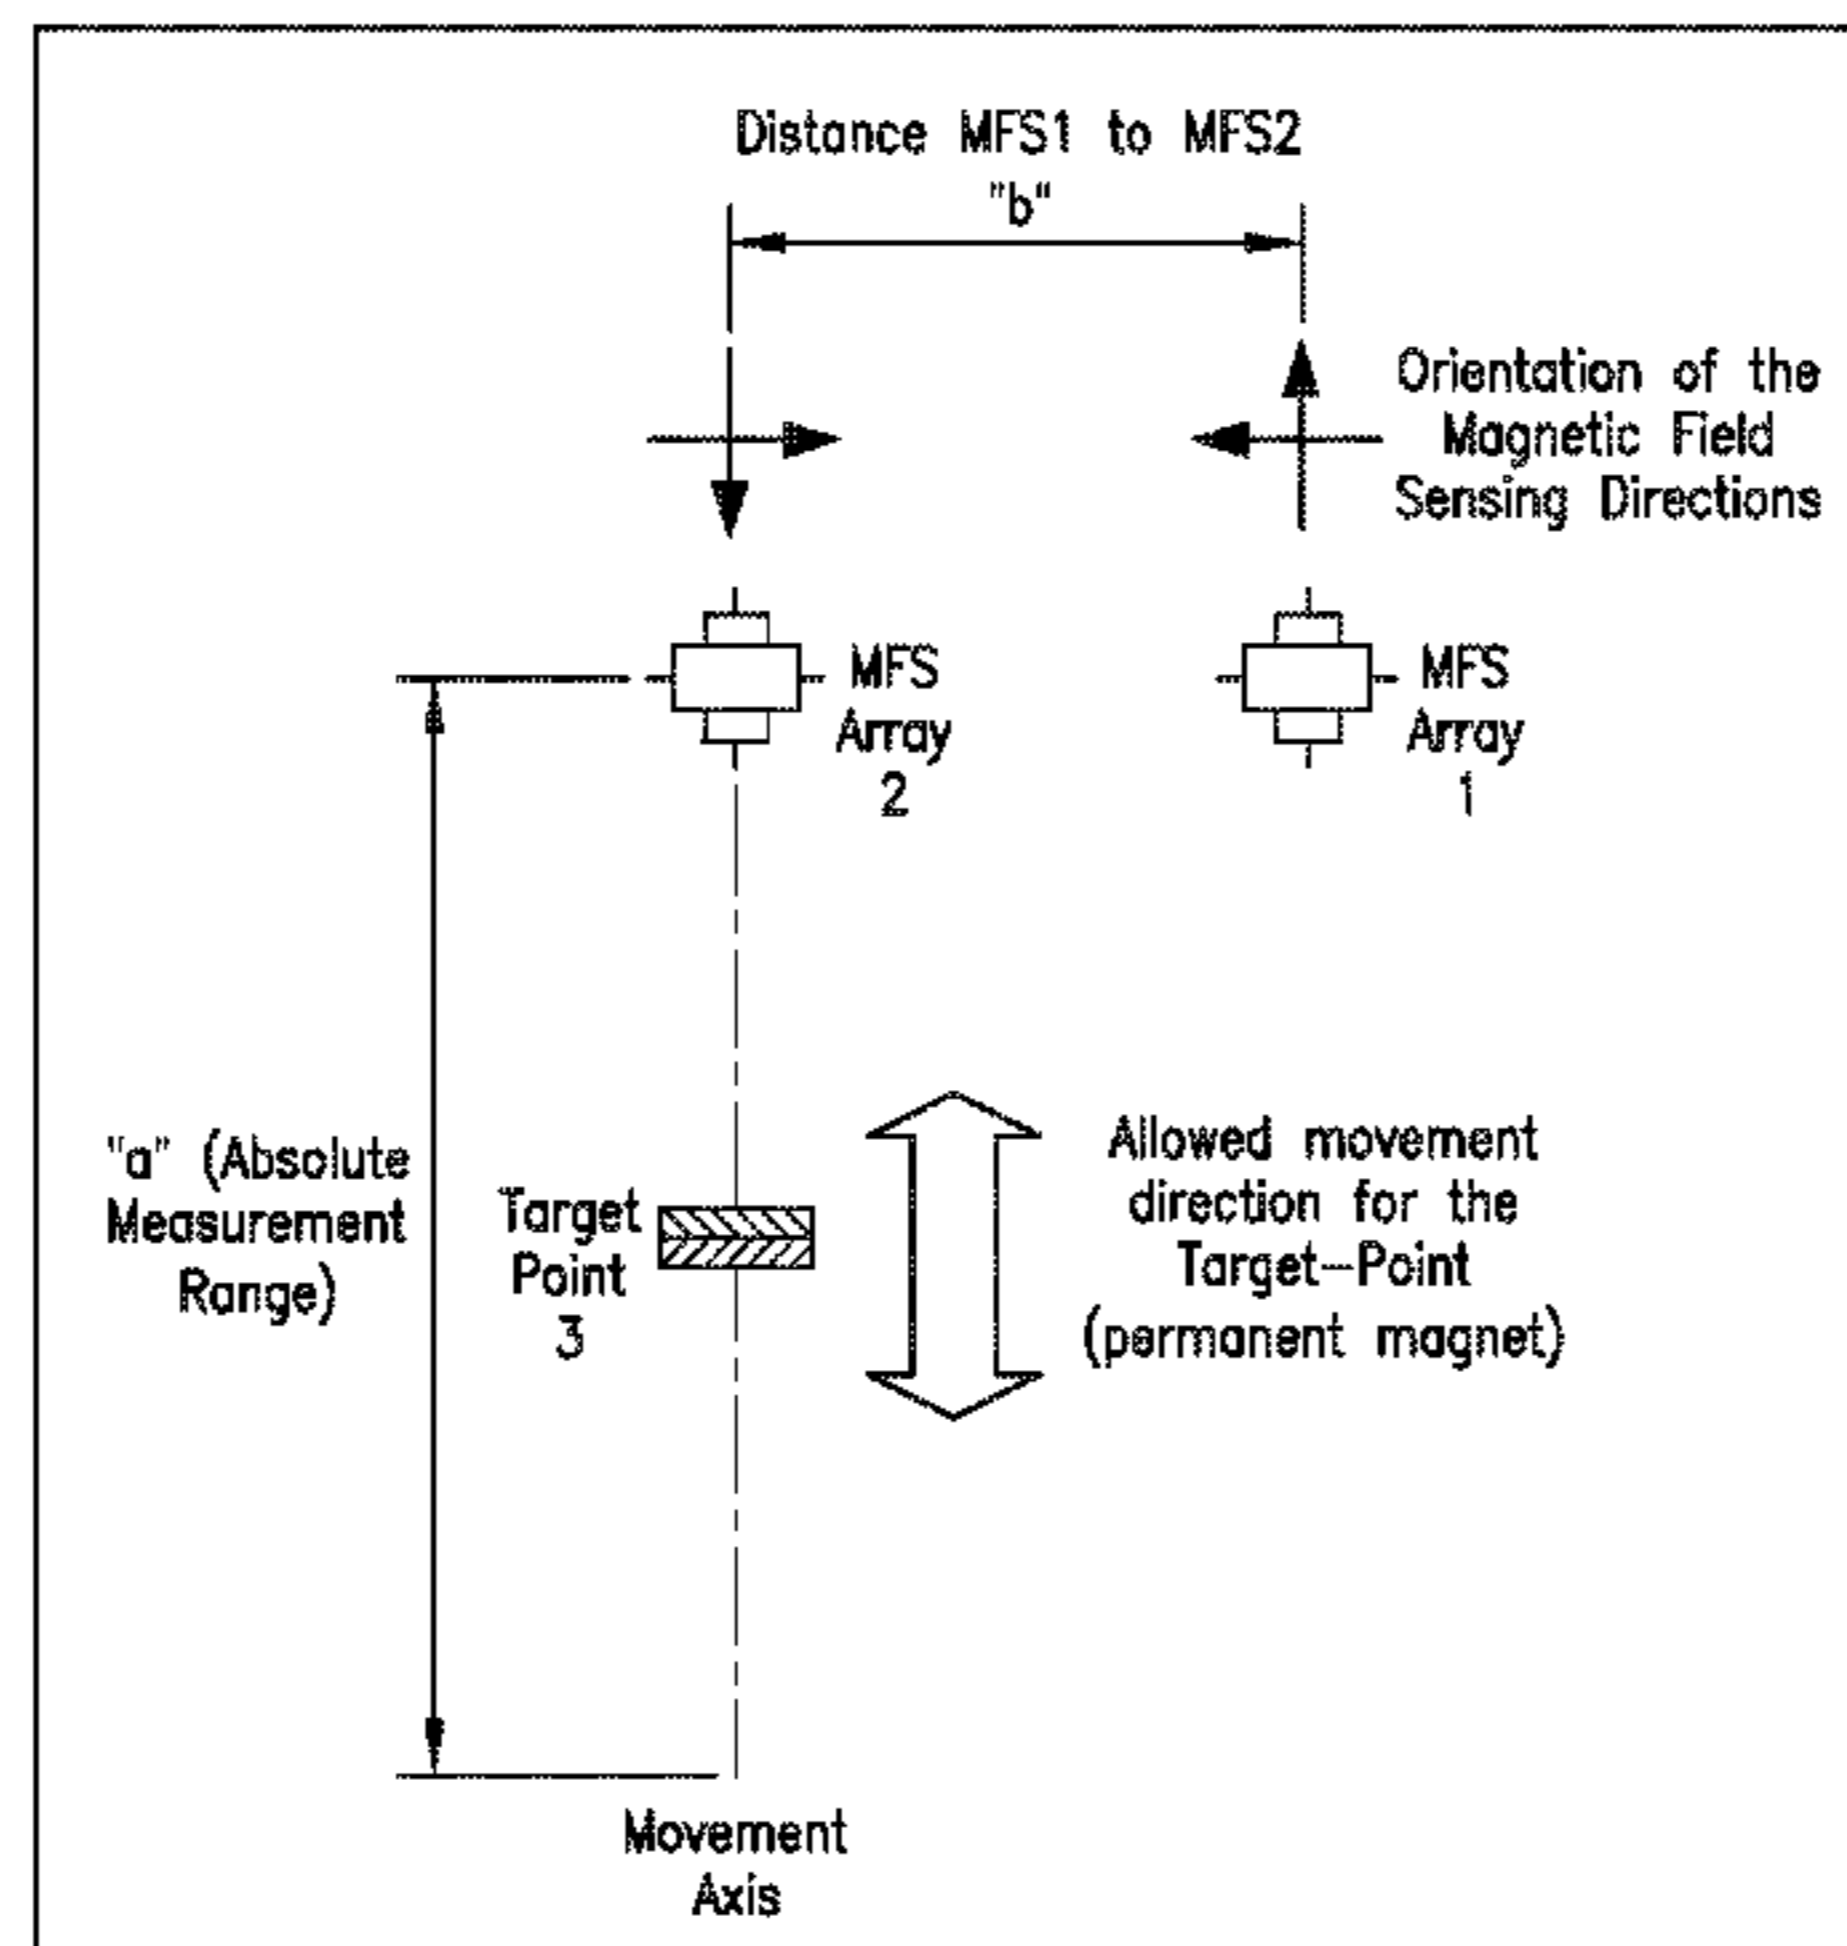 Distance MFS1 to MFS2
"b"
Orientation of the
Magnetic Field
Sensing Directions
MFS
Array
2
MFS
Array
1
"a" (Absolute
Measurement
Range)
Target
Point
3
Allowed movement
direction for the
Target-Point
(permanent magnet)
Movement
Axis